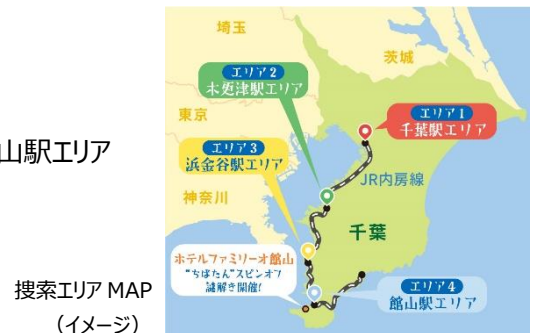 埼玉
茨城
エリア2
木更津駅エリア
東京
エリア1
千葉駅エリア
山駅エリア
エリア3
浜金谷駅エリア
JR内房線
神奈川
千葉
ホテルファミリーオ館山
"ちばたん"スピンオフ
謎解き開催!
エリア4
館山駅エリア
捜索エリア MAP
（イメージ）